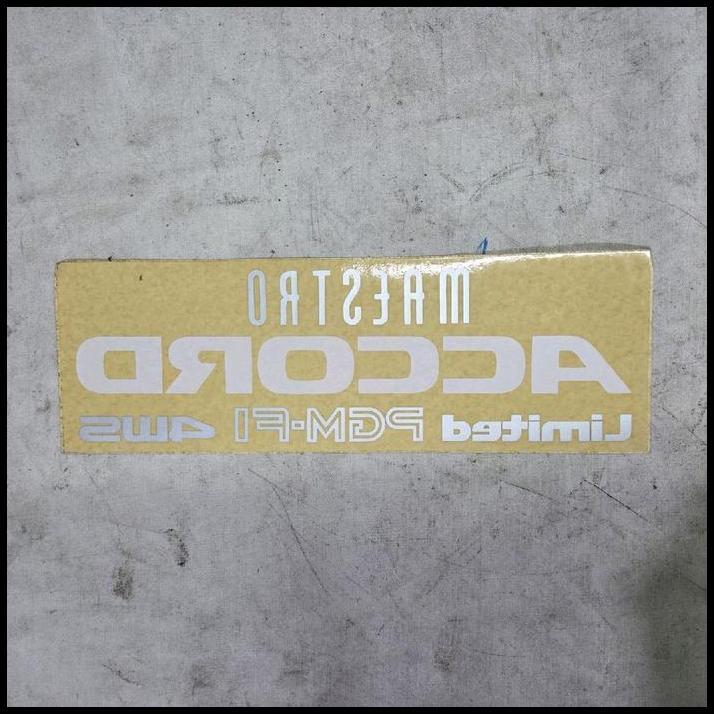 MAESTRO
ACCORD
Limited PGM-FI 4WS